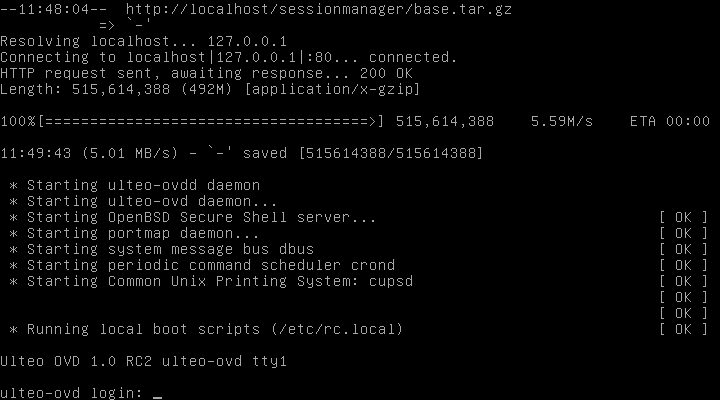 --11:48:04--  http://localhost/sessionmanager/base.tar.gz
           => `-'
Resolving localhost... 127.0.0.1
Connecting to localhost|127.0.0.1|:80... connected.
HTTP request sent, awaiting response... 200 OK
Length: 515,614,388 (492M) [application/x-gzip]

100%[====================================>] 515,614,388    5.59M/s    ETA 00:00

11:49:43 (5.01 MB/s) - `-' saved [515614388/515614388]

 * Starting ulteo-ovdd daemon
 * Starting ulteo-ovd daemon...
 * Starting OpenBSD Secure Shell server...                               [ OK ]
 * Starting portmap daemon...                                            [ OK ]
 * Starting system message bus dbus                                      [ OK ]
 * Starting periodic command scheduler crond                             [ OK ]
 * Starting Common Unix Printing System: cupsd                           [ OK ]
                                                                         [ OK ]
                                                                         [ OK ]
 * Running local boot scripts (/etc/rc.local)                            [ OK ]

Ulteo OVD 1.0 RC2 ulteo-ovd tty1

ulteo-ovd login: _